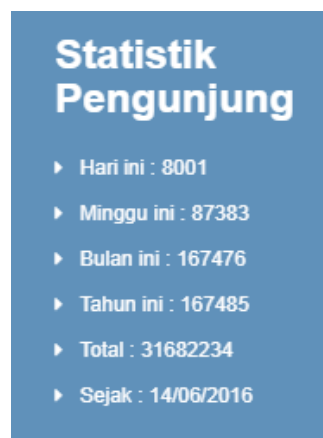 Statistik
Pengunjung
Hari ini : 8001
Minggu ini : 87383
Bulan ini : 167476
Tahun ini : 167485
Total : 31682234
Sejak : 14/06/2016